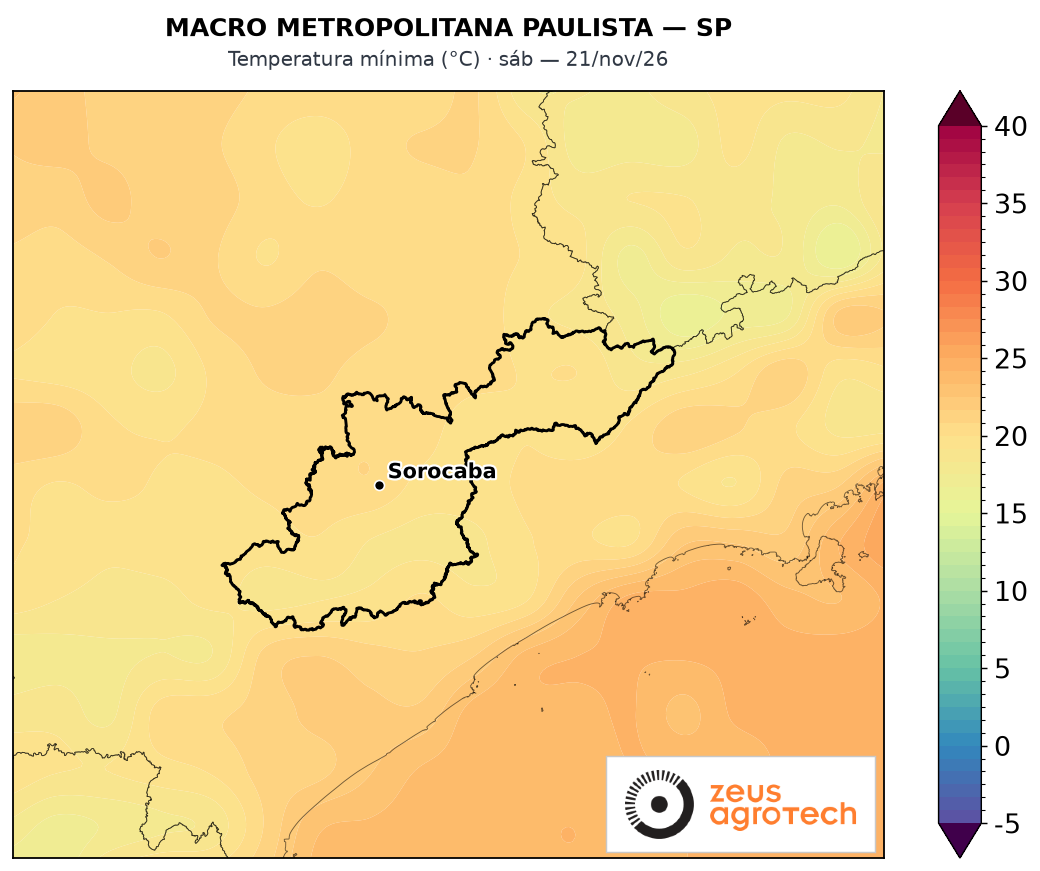 MACRO METROPOLITANA PAULISTA — SP
Temperatura mínima (°C) · sáb — 21/nov/26
40
35
30
25
20
15
10
5
0
-5
Sorocaba
zeus
agrotech